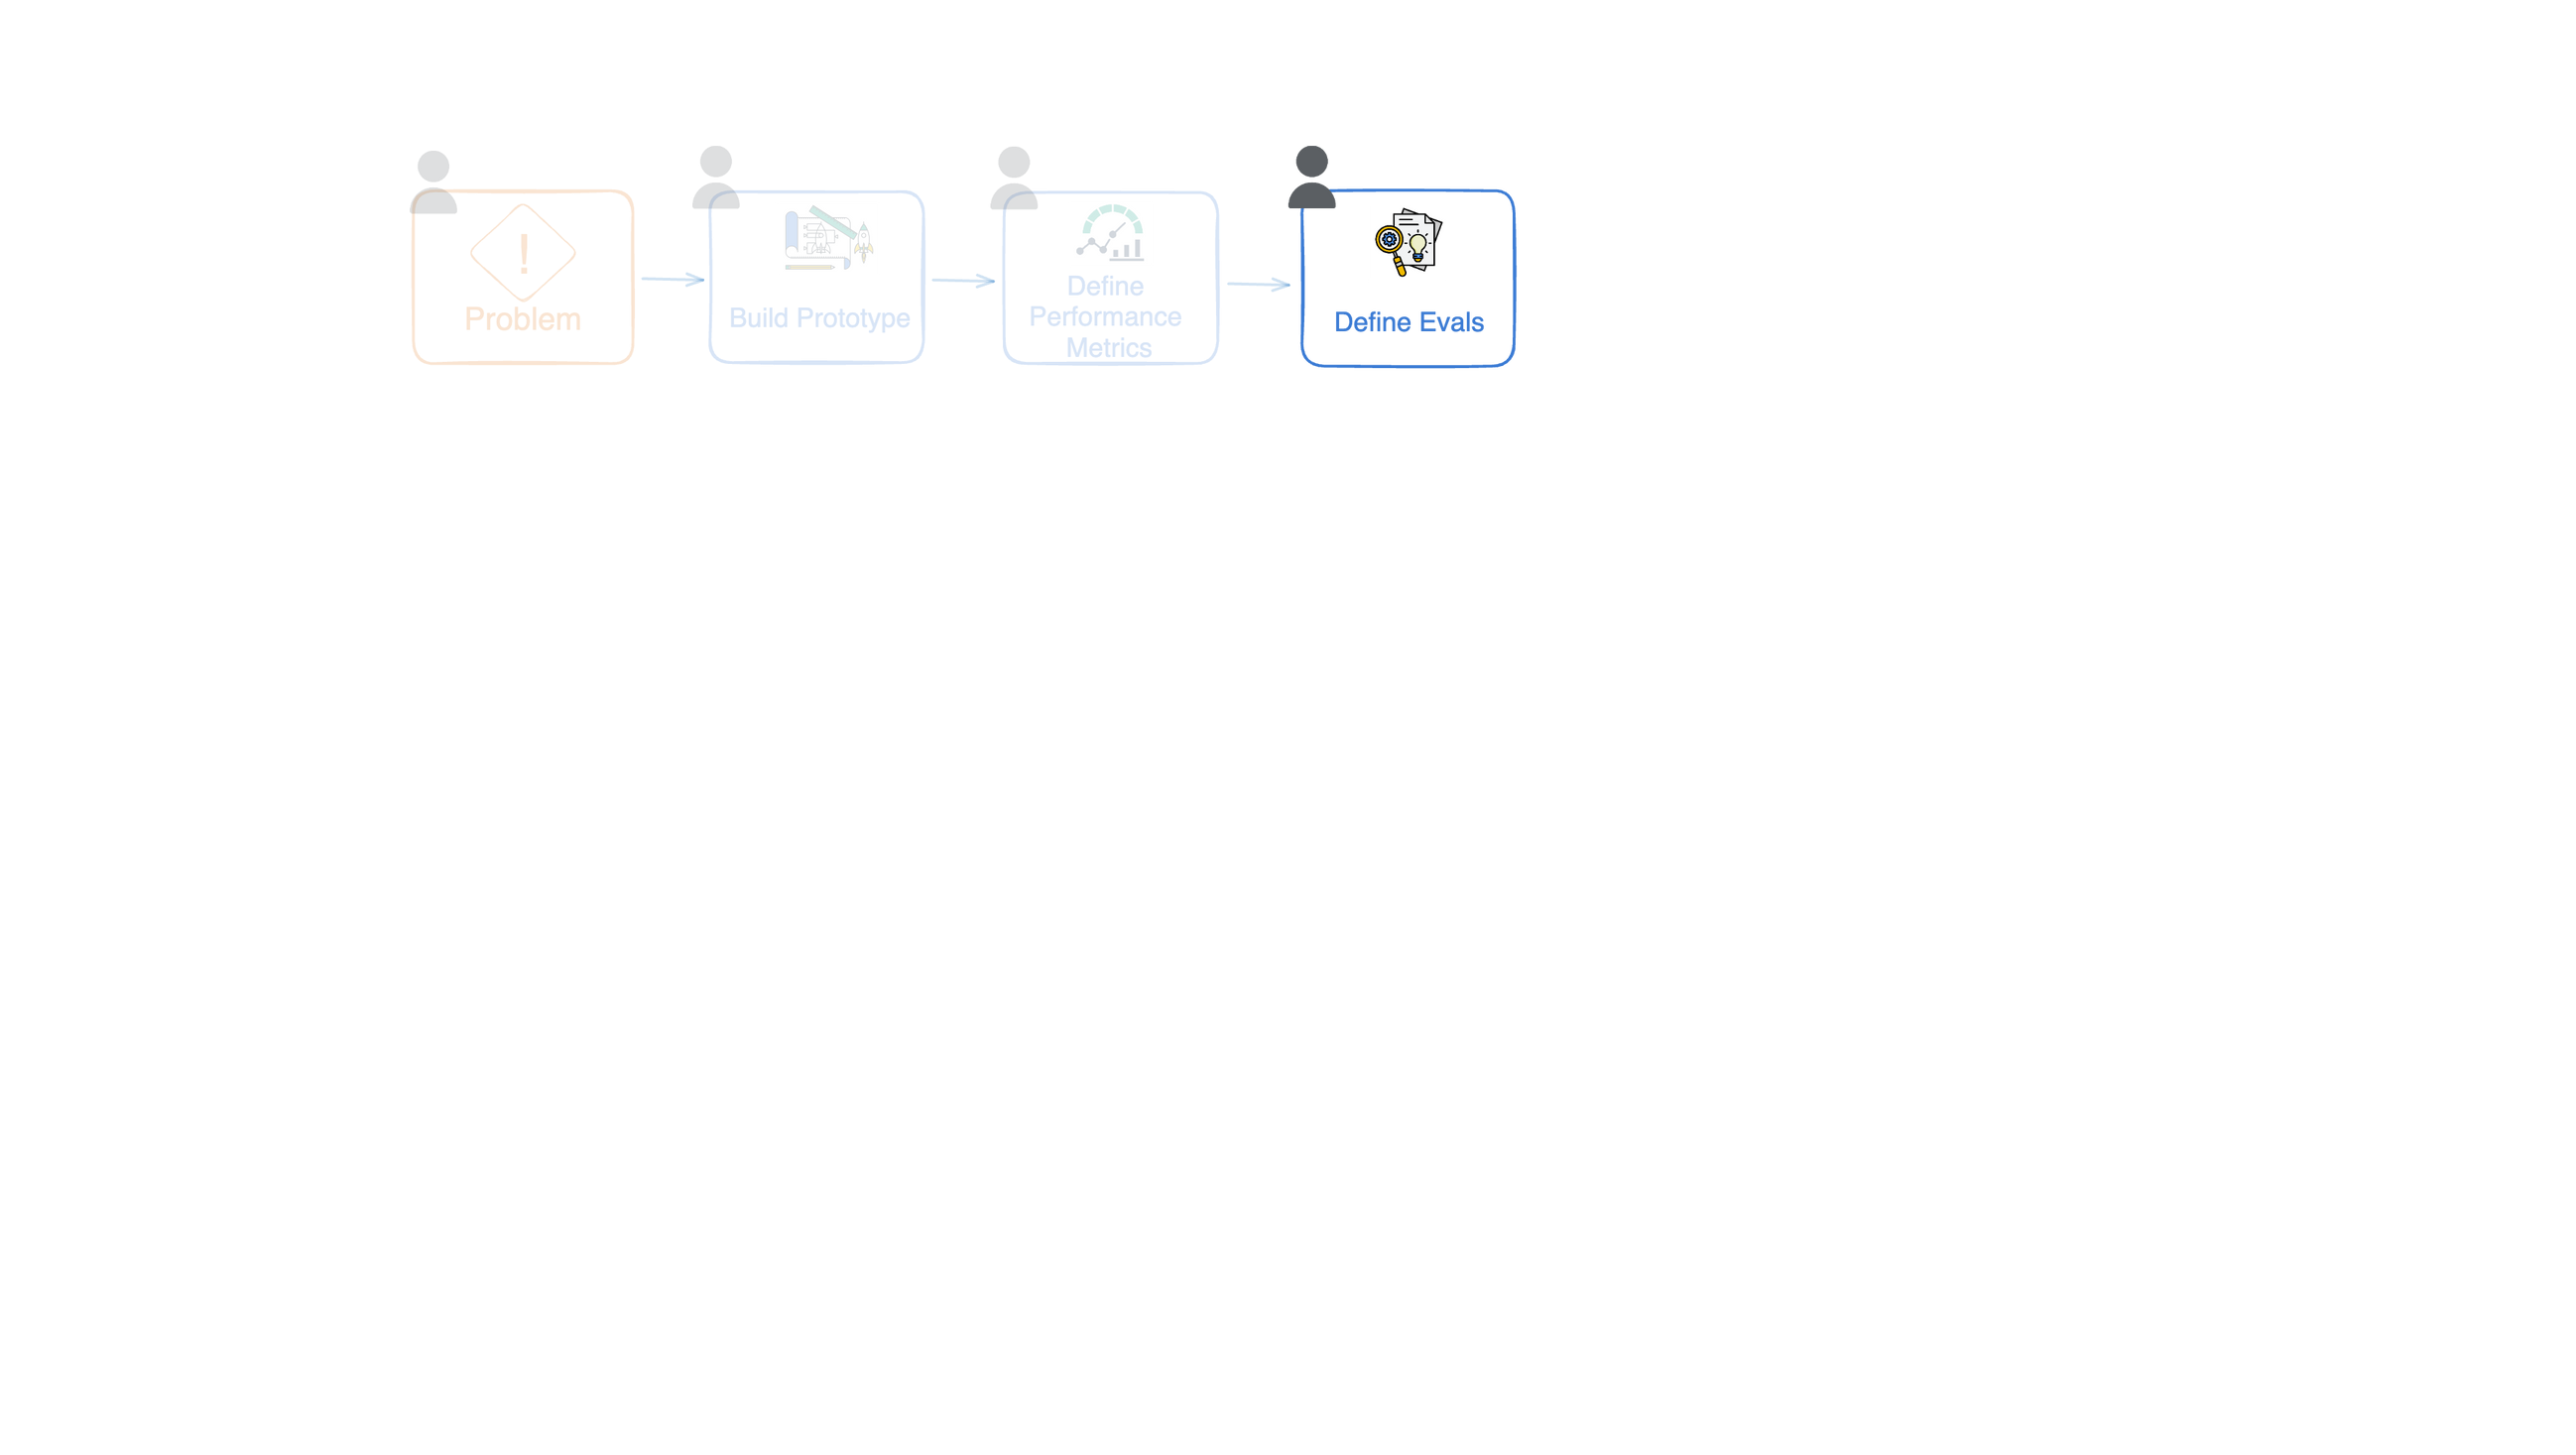 Problem
Build Prototype
Define
Performance
Metrics
Define Evals